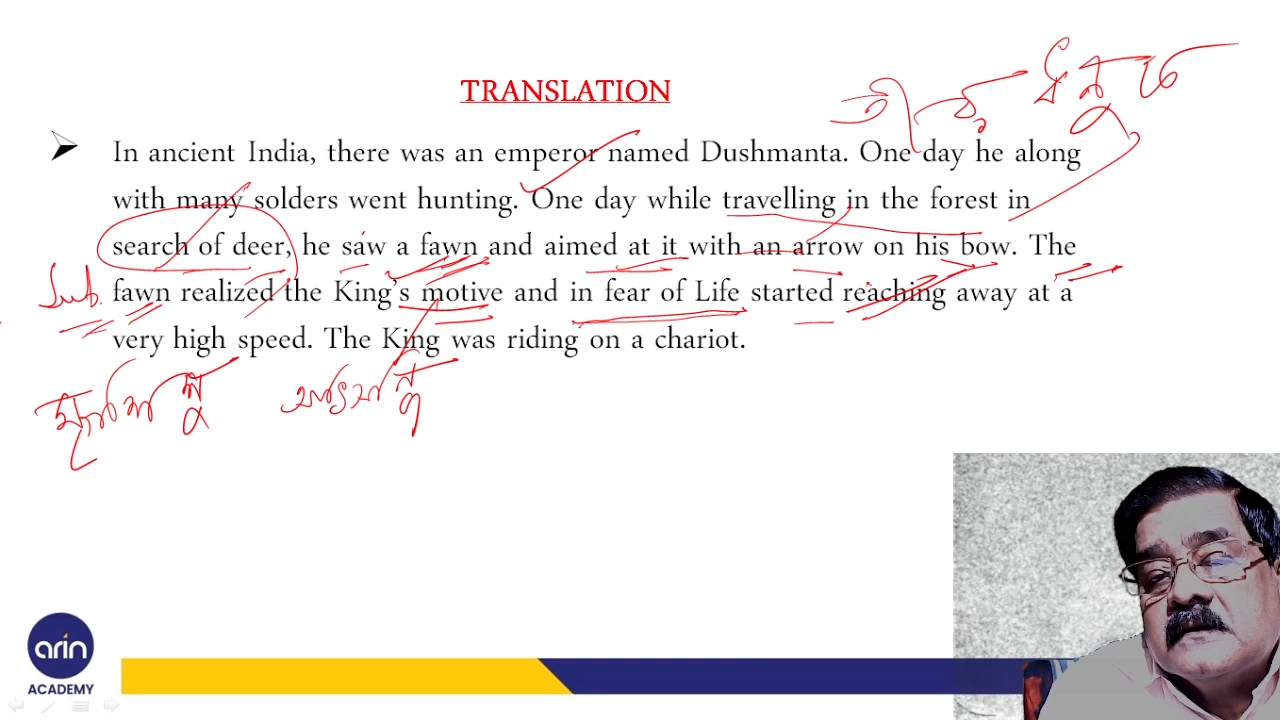 TRANSLATION
In ancient India, there was an emperor named Dushmanta. One day he along
with many solders went hunting. One day while travelling in the forest in
search of deer, he saw a fawn and aimed at it with an arrow on his bow. The
Sub. fawn realized the King's motive and in fear of Life started reaching away at a
very high speed. The King was riding on a chariot.
arin
ACADEMY